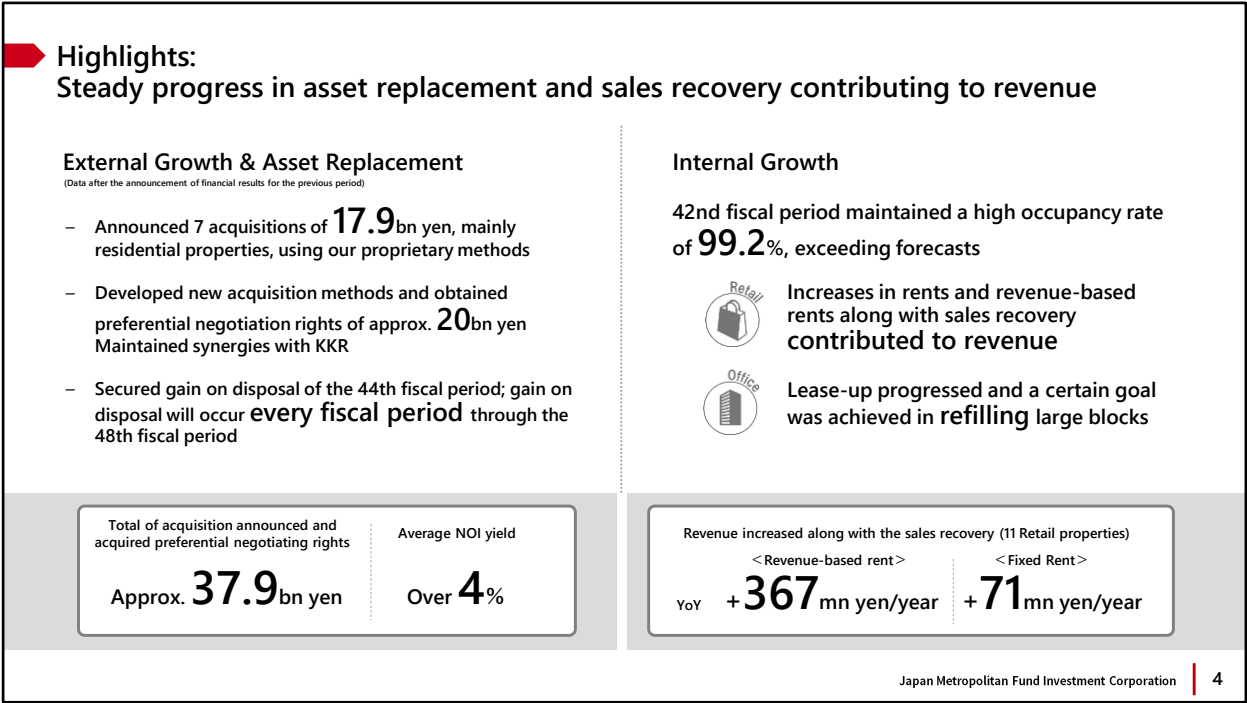 Highlights:
Steady progress in asset replacement and sales recovery contributing to revenue
External Growth & Asset Replacement
(Data after the announcement of financial results for the previous period)
– Announced 7 acquisitions of 17.9bn yen, mainly
residential properties, using our proprietary methods
– Developed new acquisition methods and obtained
preferential negotiation rights of approx. 20bn yen
Maintained synergies with KKR
– Secured gain on disposal of the 44th fiscal period; gain on
disposal will occur every fiscal period through the
48th fiscal period
Total of acquisition announced and
acquired preferential negotiating rights
Approx. 37.9bn yen
Average NOI yield
Over 4%
Internal Growth
42nd fiscal period maintained a high occupancy rate
of 99.2%, exceeding forecasts
Retail
Increases in rents and revenue-based
rents along with sales recovery
contributed to revenue
Office
Lease-up progressed and a certain goal
was achieved in refilling large blocks
Revenue increased along with the sales recovery (11 Retail properties)
＜Revenue-based rent＞
YoY +367mn yen/year
＜Fixed Rent＞
+71mn yen/year
Japan Metropolitan Fund Investment Corporation 4